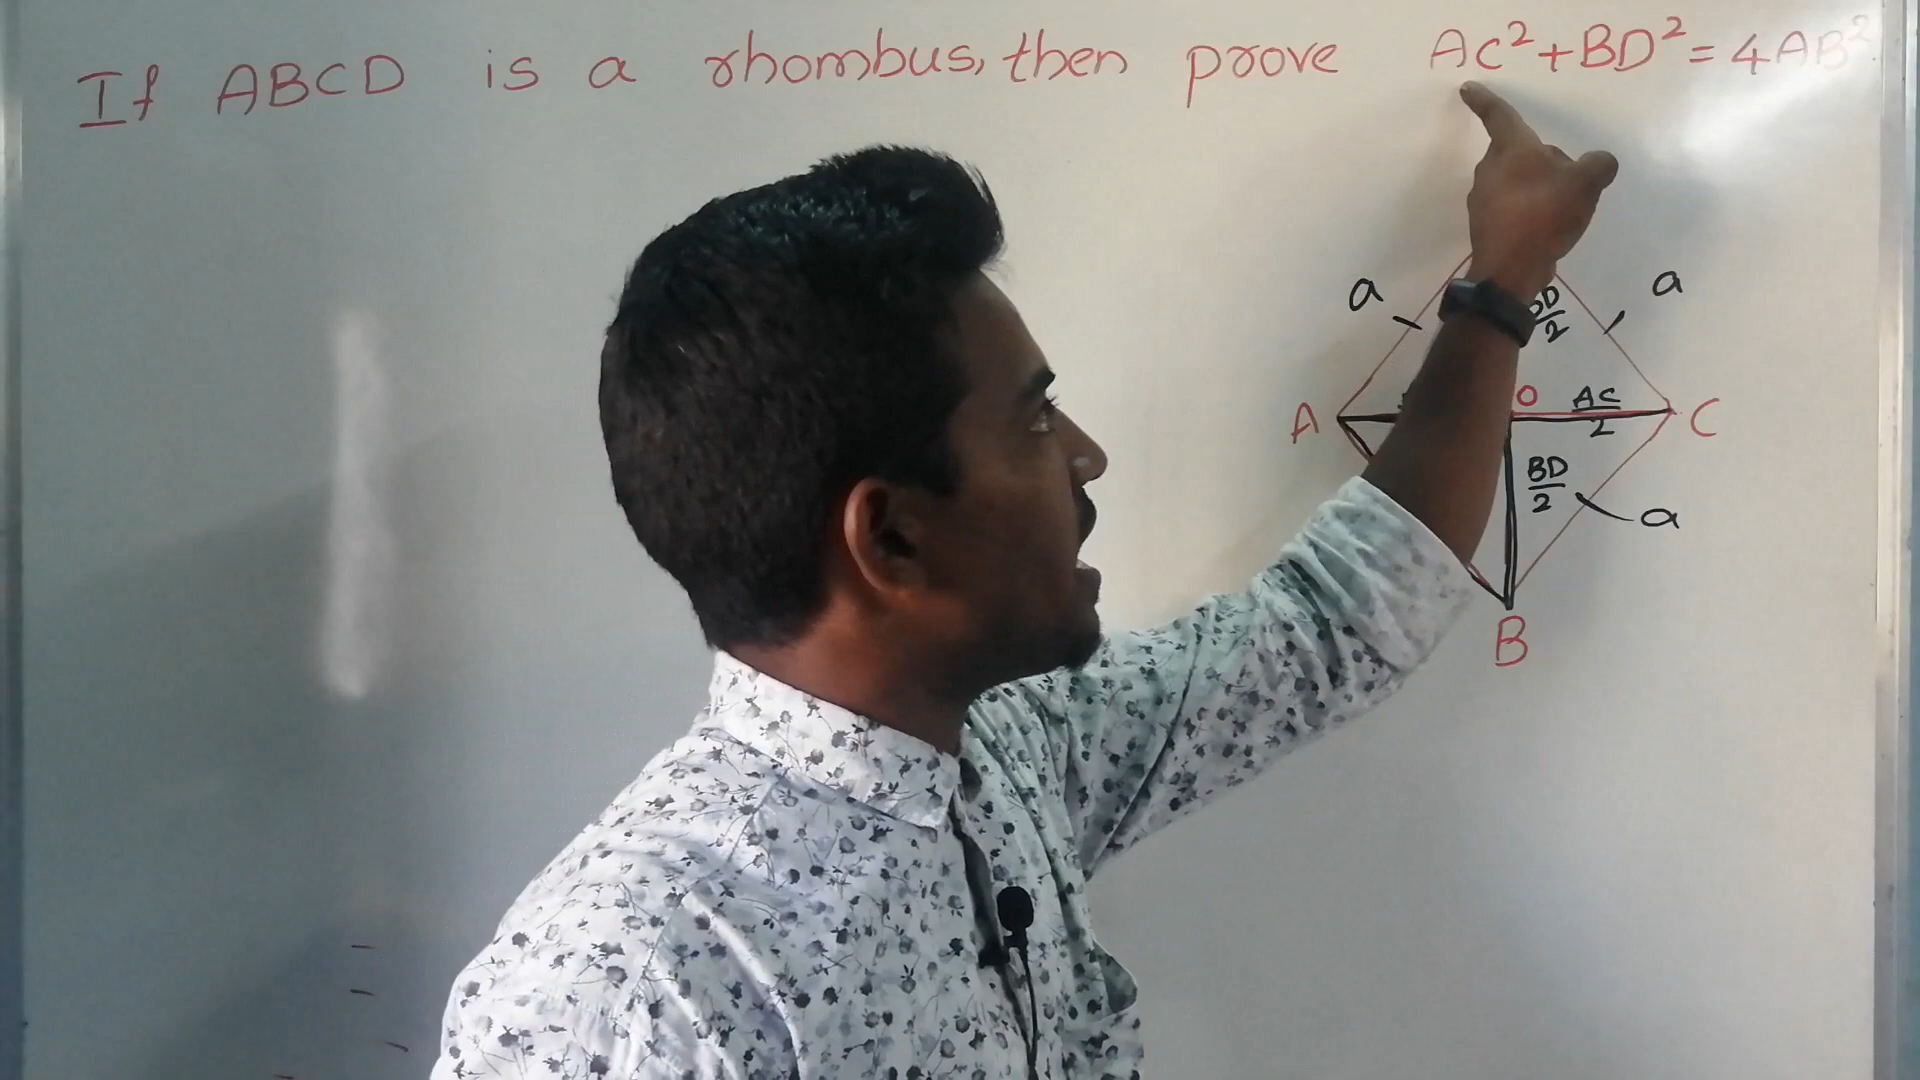 If ABCD is a rhombus, then prove AC²+BD²=4AB²
a
a
BD/2
A
O
AC/2
C
BD/2
a
B